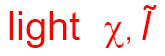 light χ, l̃